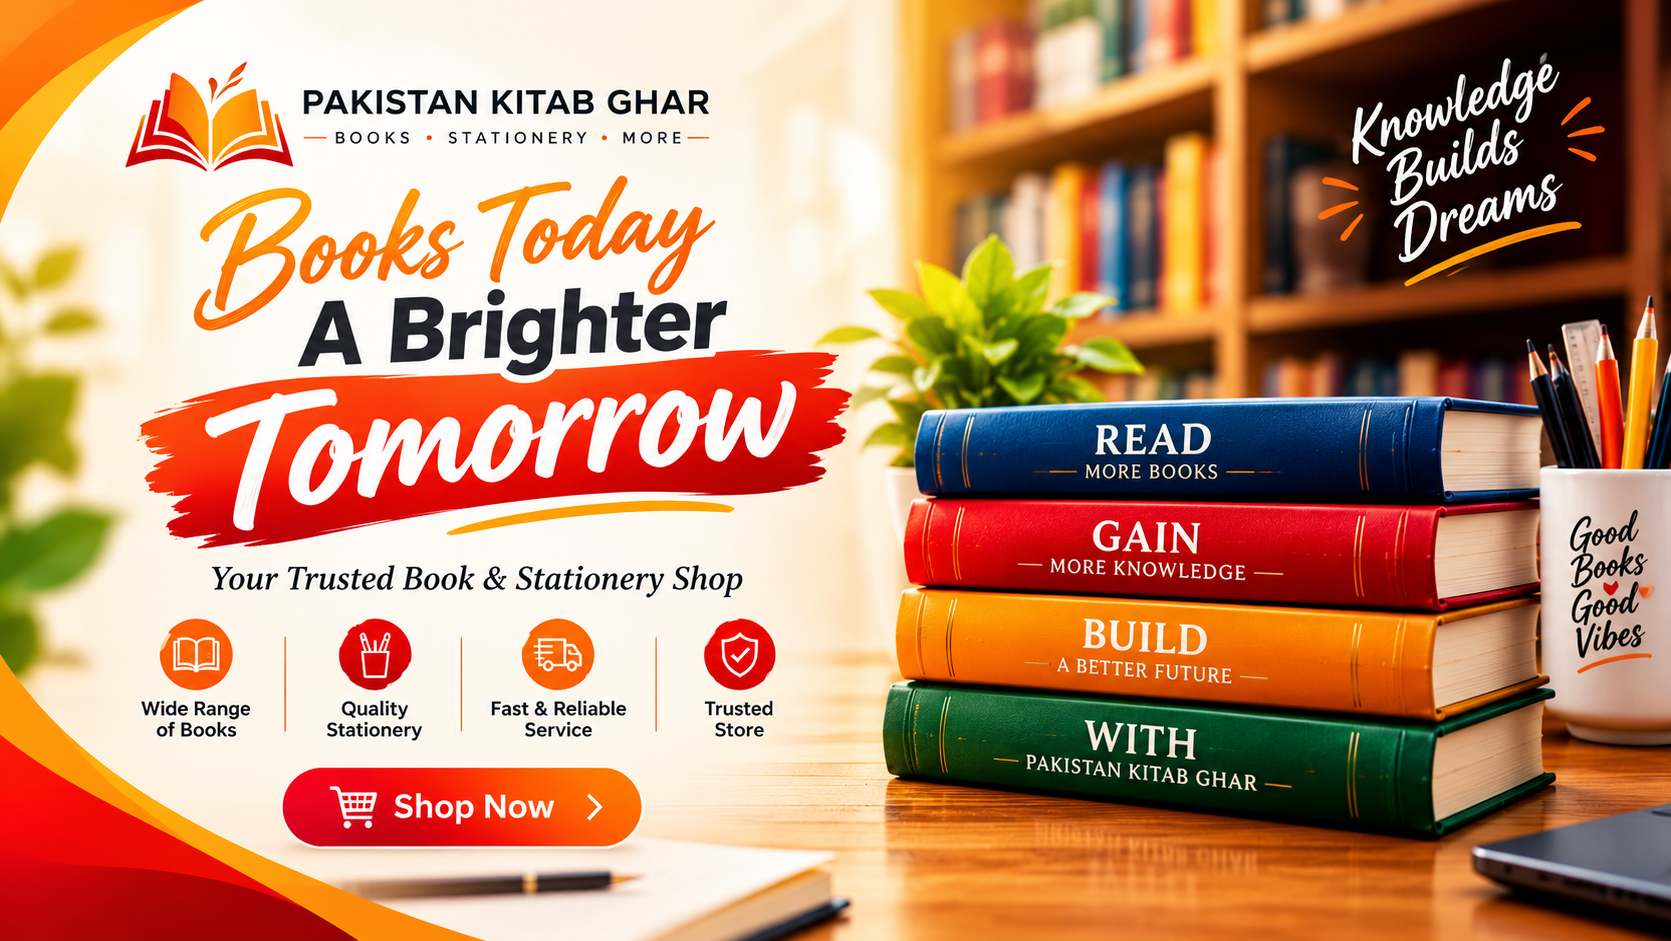 PAKISTAN KITAB GHAR
BOOKS • STATIONERY • MORE
Books Today
A Brighter
Tomorrow
Your Trusted Book & Stationery Shop
Wide Range
of Books
Quality
Stationery
Fast & Reliable
Service
Trusted
Store
Shop Now
Knowledge
Builds
Dreams
READ
MORE BOOKS
GAIN
MORE KNOWLEDGE
BUILD
A BETTER FUTURE
WITH
PAKISTAN KITAB GHAR
Good
Books
Good
Vibes